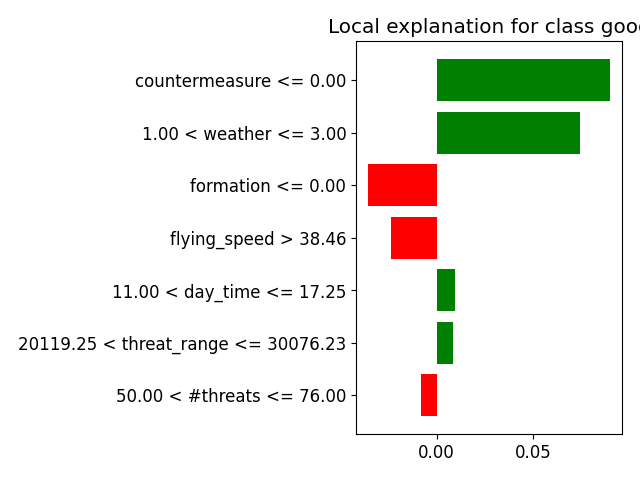 Local explanation for class good
countermeasure <= 0.00
1.00 < weather <= 3.00
formation <= 0.00
flying_speed > 38.46
11.00 < day_time <= 17.25
20119.25 < threat_range <= 30076.23
50.00 < #threats <= 76.00
0.00 0.05